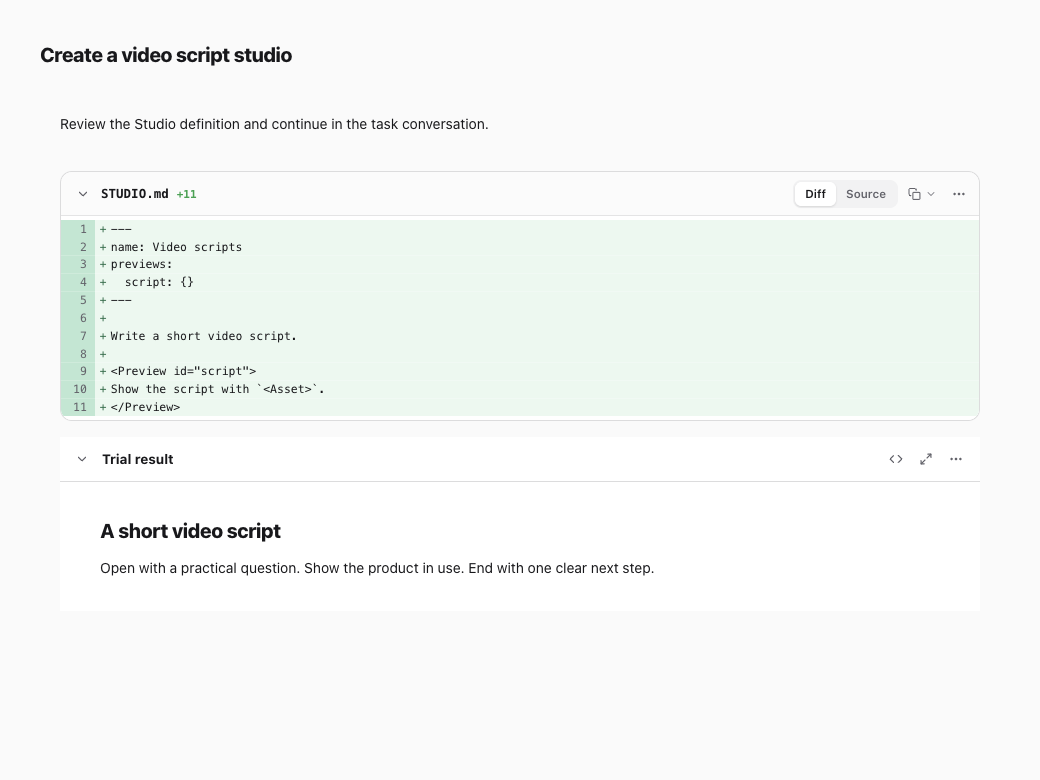 Create a video script studio
Review the Studio definition and continue in the task conversation.
STUDIO.md +11 Diff Source
1 + ---
2 + name: Video scripts
3 + previews:
4 +   script: {}
5 + ---
6 +
7 + Write a short video script.
8 +
9 + <Preview id="script">
10 + Show the script with `<Asset>`.
11 + </Preview>
Trial result
A short video script
Open with a practical question. Show the product in use. End with one clear next step.